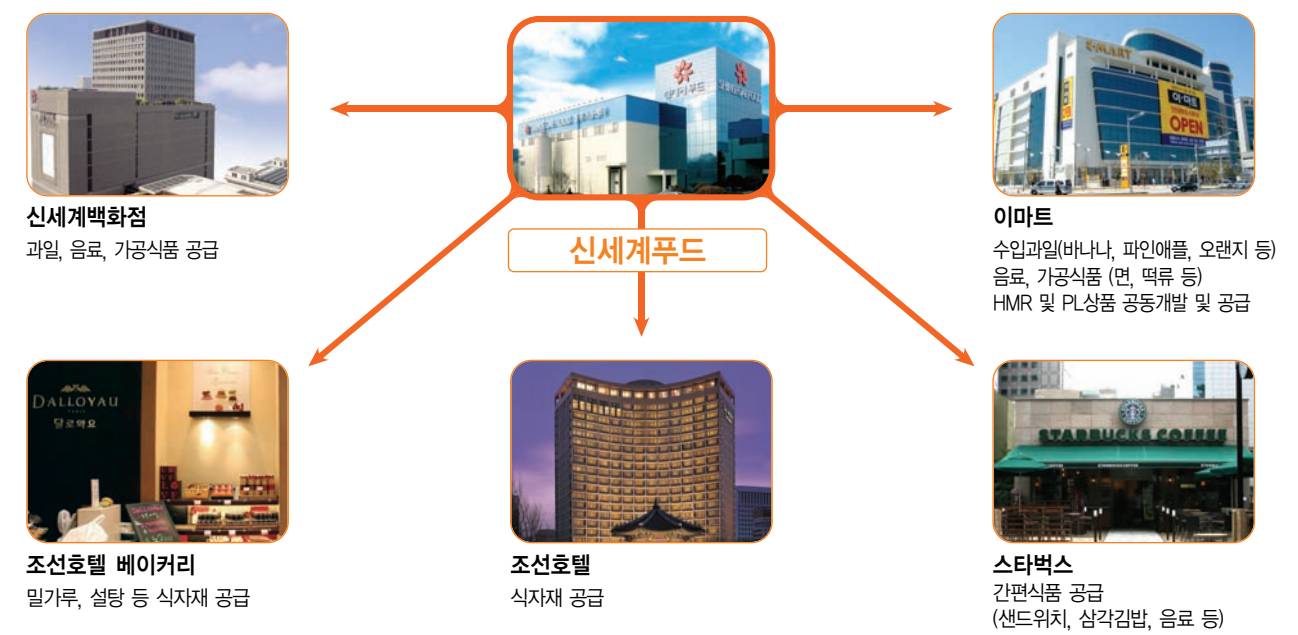 신세계푸드
신세계백화점
과일, 음료, 가공식품 공급
E-MART
이·마트
OPEN
이마트
수입과일(바나나, 파인애플, 오랜지 등)
음료, 가공식품 (면, 떡류 등)
HMR 및 PL상품 공동개발 및 공급
DALLOYAU
PARIS
달로와요
조선호텔 베이커리
밀가루, 설탕 등 식자재 공급
조선호텔
식자재 공급
STARBUCKS COFFEE
스타벅스
간편식품 공급
(샌드위치, 삼각김밥, 음료 등)